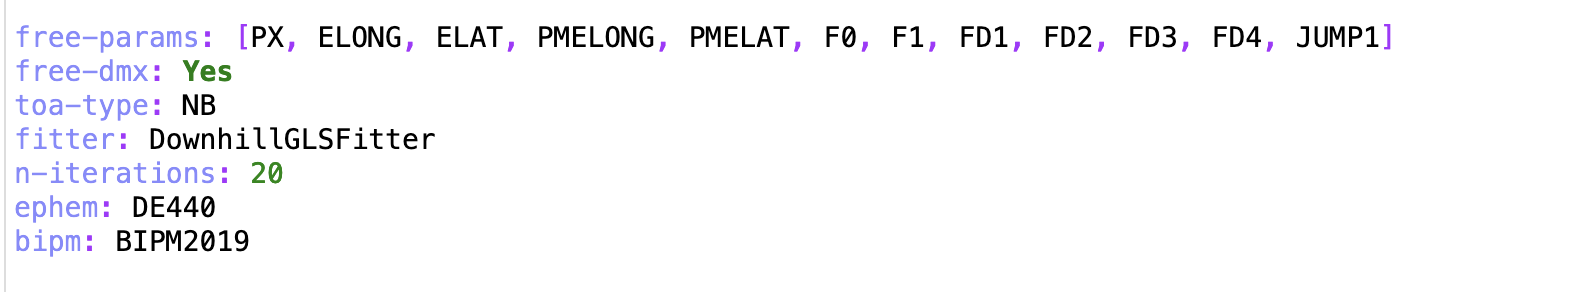 free-params: [PX, ELONG, ELAT, PMELONG, PMELAT, F0, F1, FD1, FD2, FD3, FD4, JUMP1]
free-dmx: Yes
toa-type: NB
fitter: DownhillGLSFitter
n-iterations: 20
ephem: DE440
bipm: BIPM2019